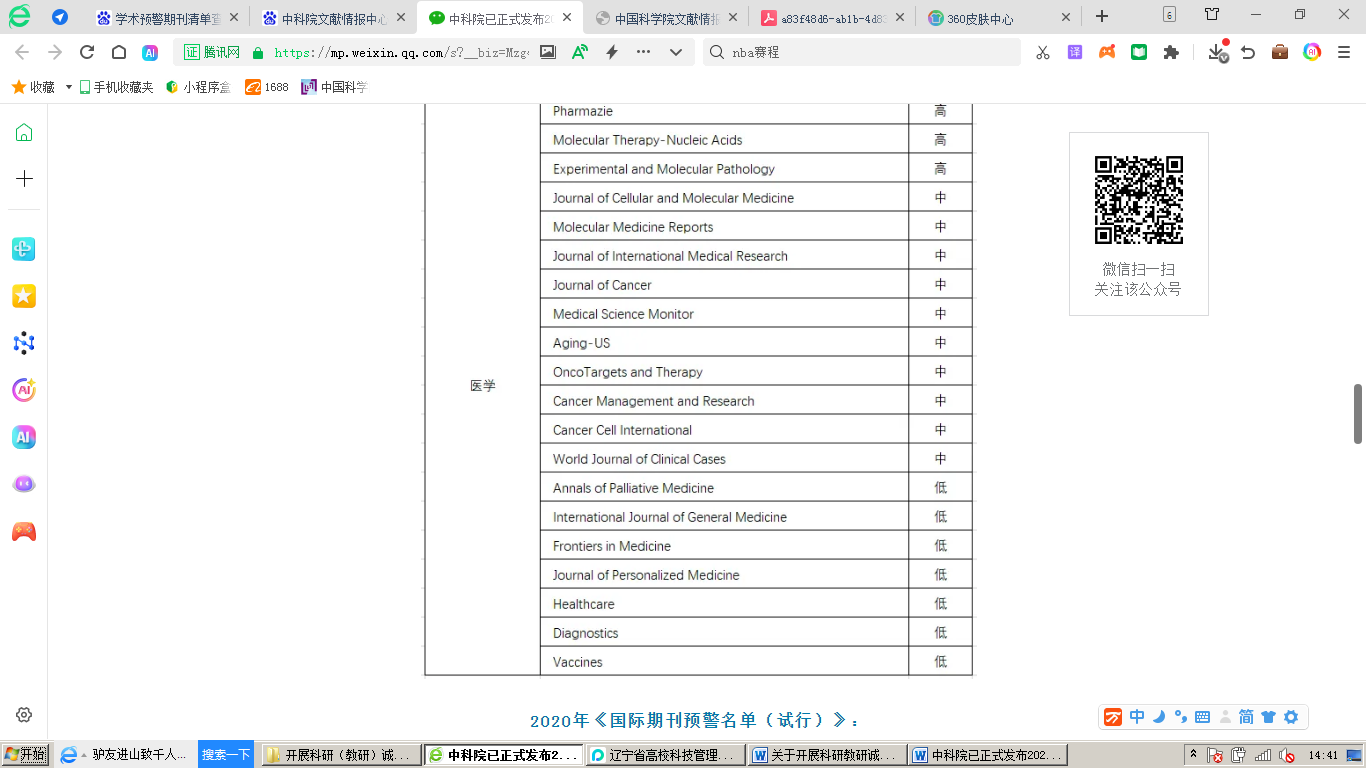 学术预警期刊清单查
中科院文献情报中心
中科院已正式发布20
中国科学院文献情报
a83f48d6-ab1b-4d8
360皮肤中心
6
AI
证 腾讯网 https://mp.weixin.qq.com/s?__biz=Mzx
nba赛程
译
收藏 手机收藏夹 小程序盒 1688 中国科学
Pharmazie 高
Molecular Therapy-Nucleic Acids 高
Experimental and Molecular Pathology 高
Journal of Cellular and Molecular Medicine 中
Molecular Medicine Reports 中
Journal of International Medical Research 中
Journal of Cancer 中
Medical Science Monitor 中
Aging-US 中
OncoTargets and Therapy 中
医学
Cancer Management and Research 中
Cancer Cell International 中
World Journal of Clinical Cases 中
Annals of Palliative Medicine 低
International Journal of General Medicine 低
Frontiers in Medicine 低
Journal of Personalized Medicine 低
Healthcare 低
Diagnostics 低
Vaccines 低
微信扫一扫
关注该公众号
AI
AI
2020年《国际期刊预警名单（试行）》：
中 简
开始 驴友进山致千人... 搜索一下 开展科研（教研）诚... 中科院已正式发布2... 辽宁省高校科技管理... 关于开展科研教研诚... 中科院已正式发布202... 14:41